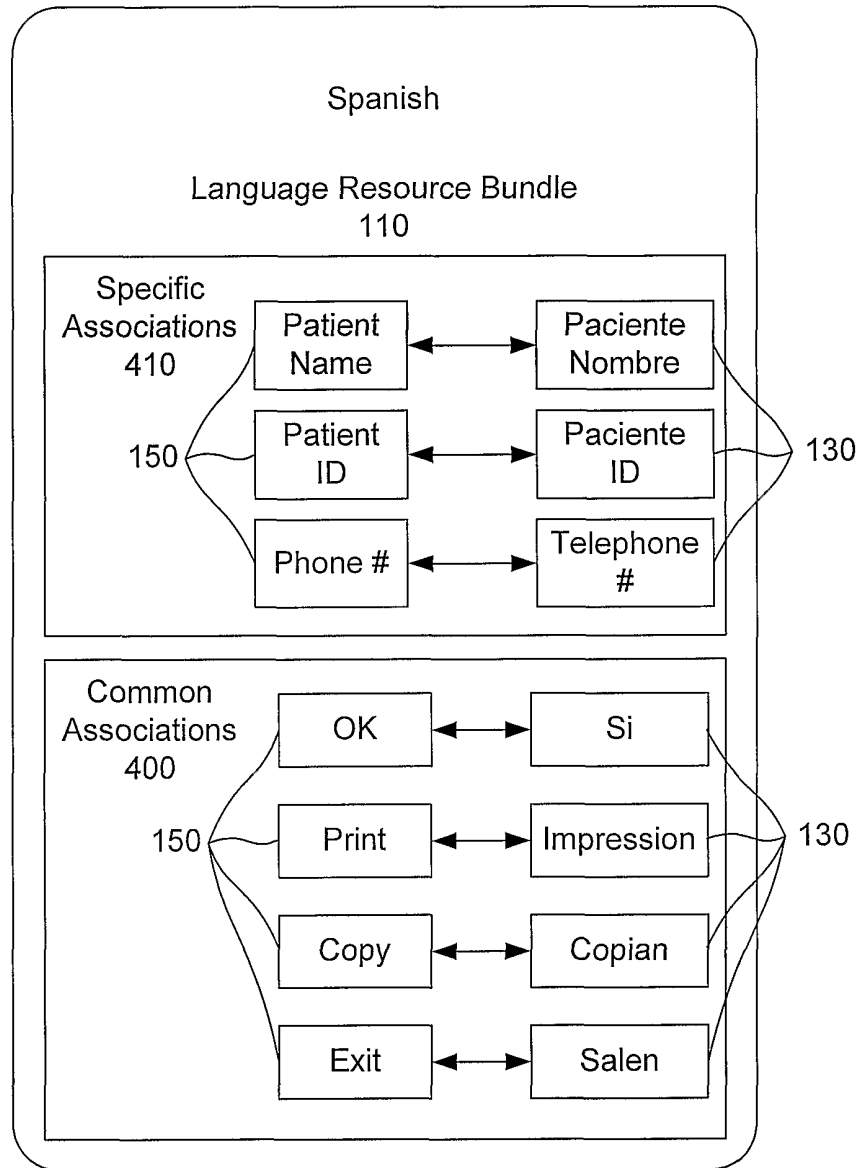 Spanish
Language Resource Bundle
110
Specific
Associations
410
Patient
Name
Paciente
Nombre
150
Patient
ID
Paciente
ID
130
Phone #
Telephone
#
Common
Associations
400
OK
Si
150
Print
Impression
130
Copy
Copian
Exit
Salen